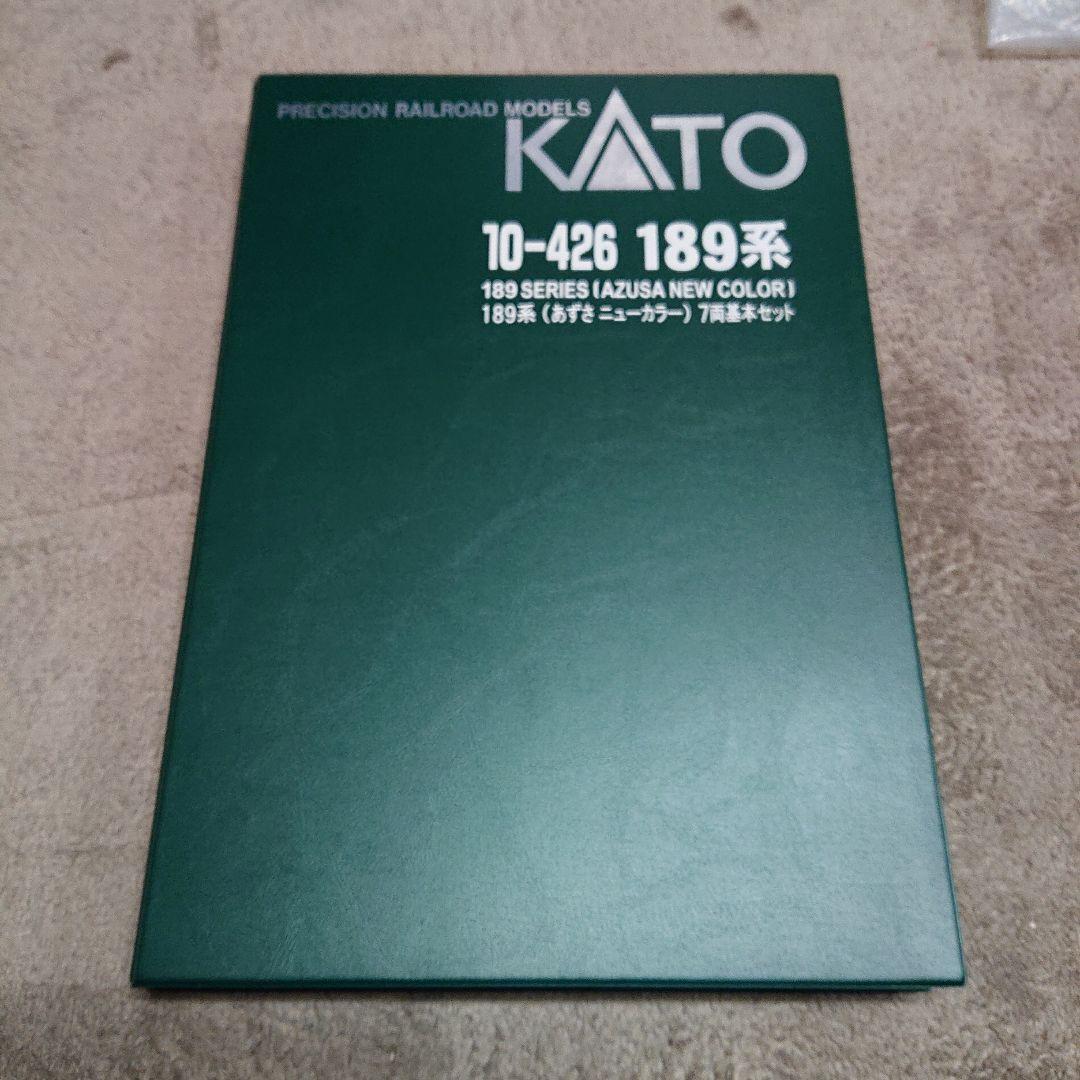 PRECISION RAILROAD MODELS
KATO
10-426 189系
189 SERIES (AZUSA NEW COLOR)
189系 (あずさ ニューカラー) 7両基本セット